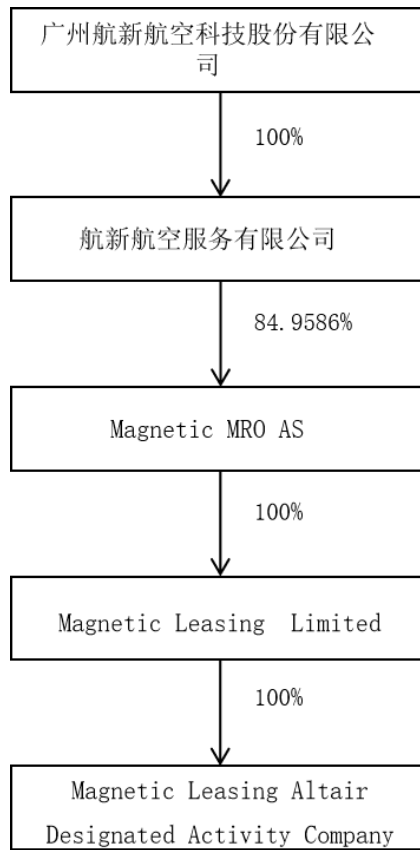 广州航新航空科技股份有限公
司
100%
航新航空服务有限公司
84.9586%
Magnetic MRO AS
100%
Magnetic Leasing Limited
100%
Magnetic Leasing Altair
Designated Activity Company